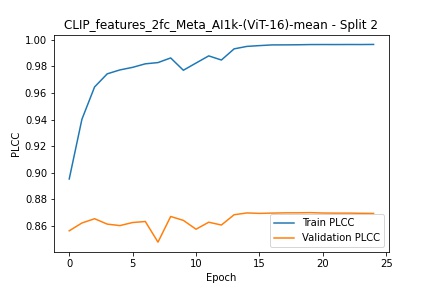 CLIP_features_2fc_Meta_AI1k-(ViT-16)-mean - Split 2
1.00
0.98
0.96
0.94
0.92
0.90
0.88
0.86
PLCC
Train PLCC
Validation PLCC
0 5 10 15 20 25
Epoch